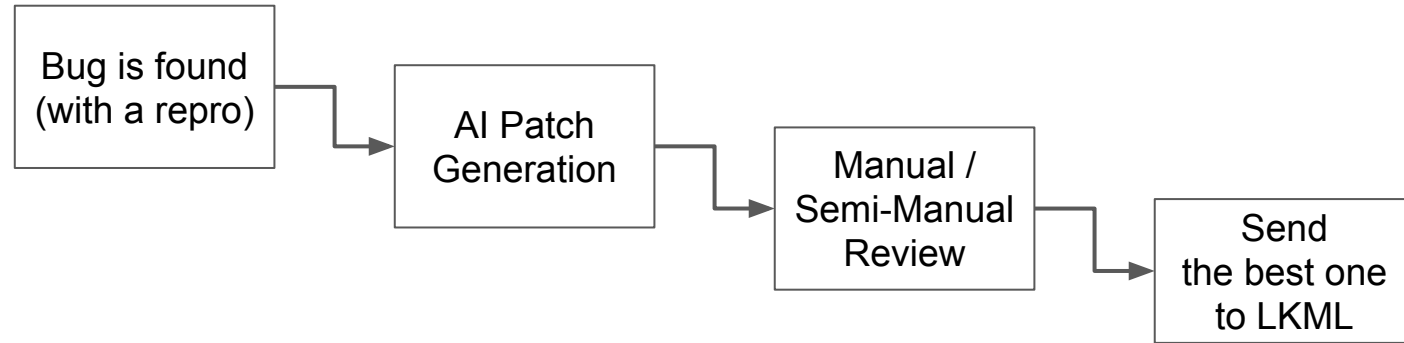 Bug is found
(with a repro)
AI Patch
Generation
Manual /
Semi-Manual
Review
Send
the best one
to LKML